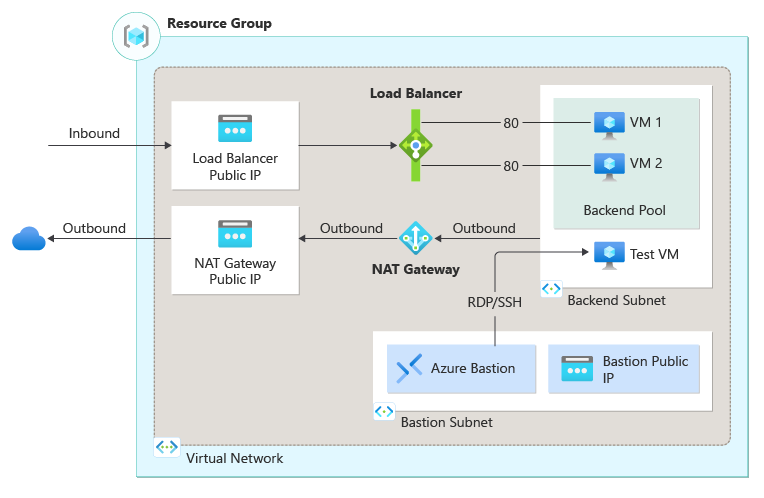 Resource Group
Load Balancer
Inbound
Load Balancer
Public IP
80
VM 1
80
VM 2
Backend Pool
Outbound
NAT Gateway
Public IP
Outbound
NAT Gateway
Outbound
Test VM
RDP/SSH
Backend Subnet
Azure Bastion
Bastion Public
IP
Bastion Subnet
Virtual Network